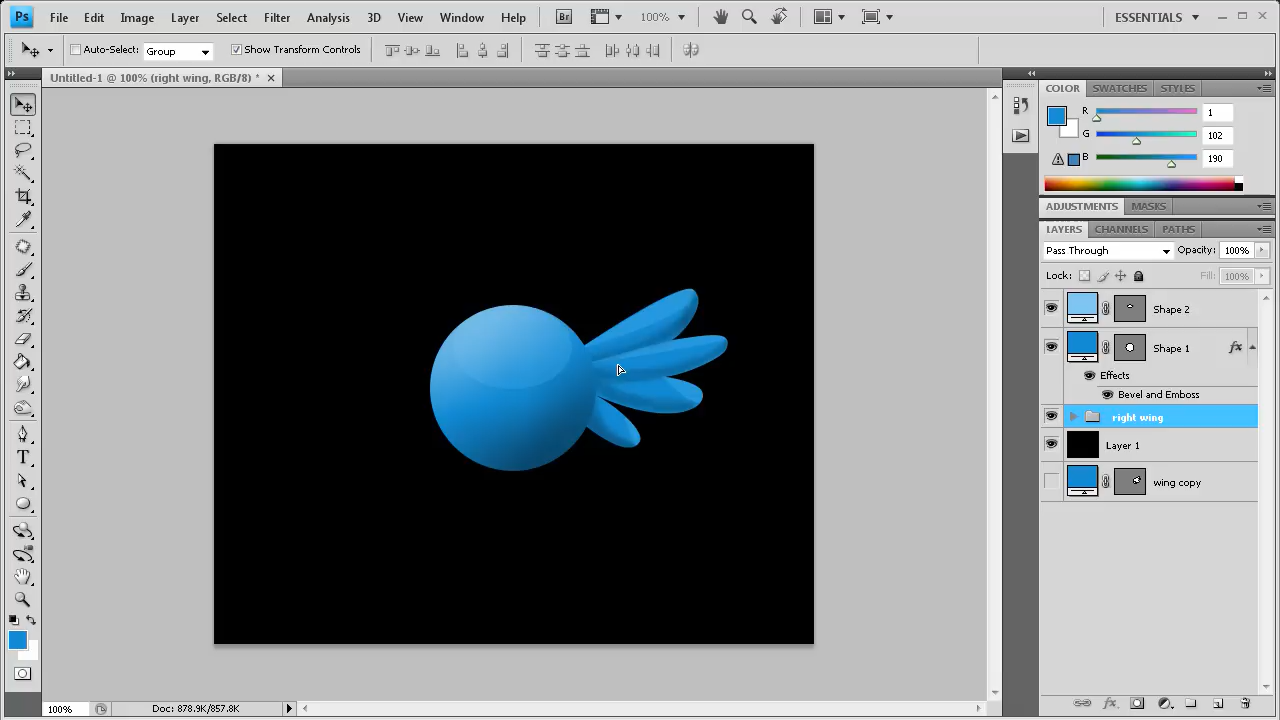 Ps File Edit Image Layer Select Filter Analysis 3D View Window Help Br 100% ESSENTIALS
Auto-Select: Group Show Transform Controls
Untitled-1 @ 100% (right wing, RGB/8) *
COLOR SWATCHES STYLES
R 1
G 102
B 190
ADJUSTMENTS MASKS
LAYERS CHANNELS PATHS
Pass Through Opacity: 100%
Lock: Fill: 100%
Shape 2
Shape 1 fx
Effects
Bevel and Emboss
right wing
Layer 1
wing copy
T
100% Doc: 878.9K/857.8K
fx